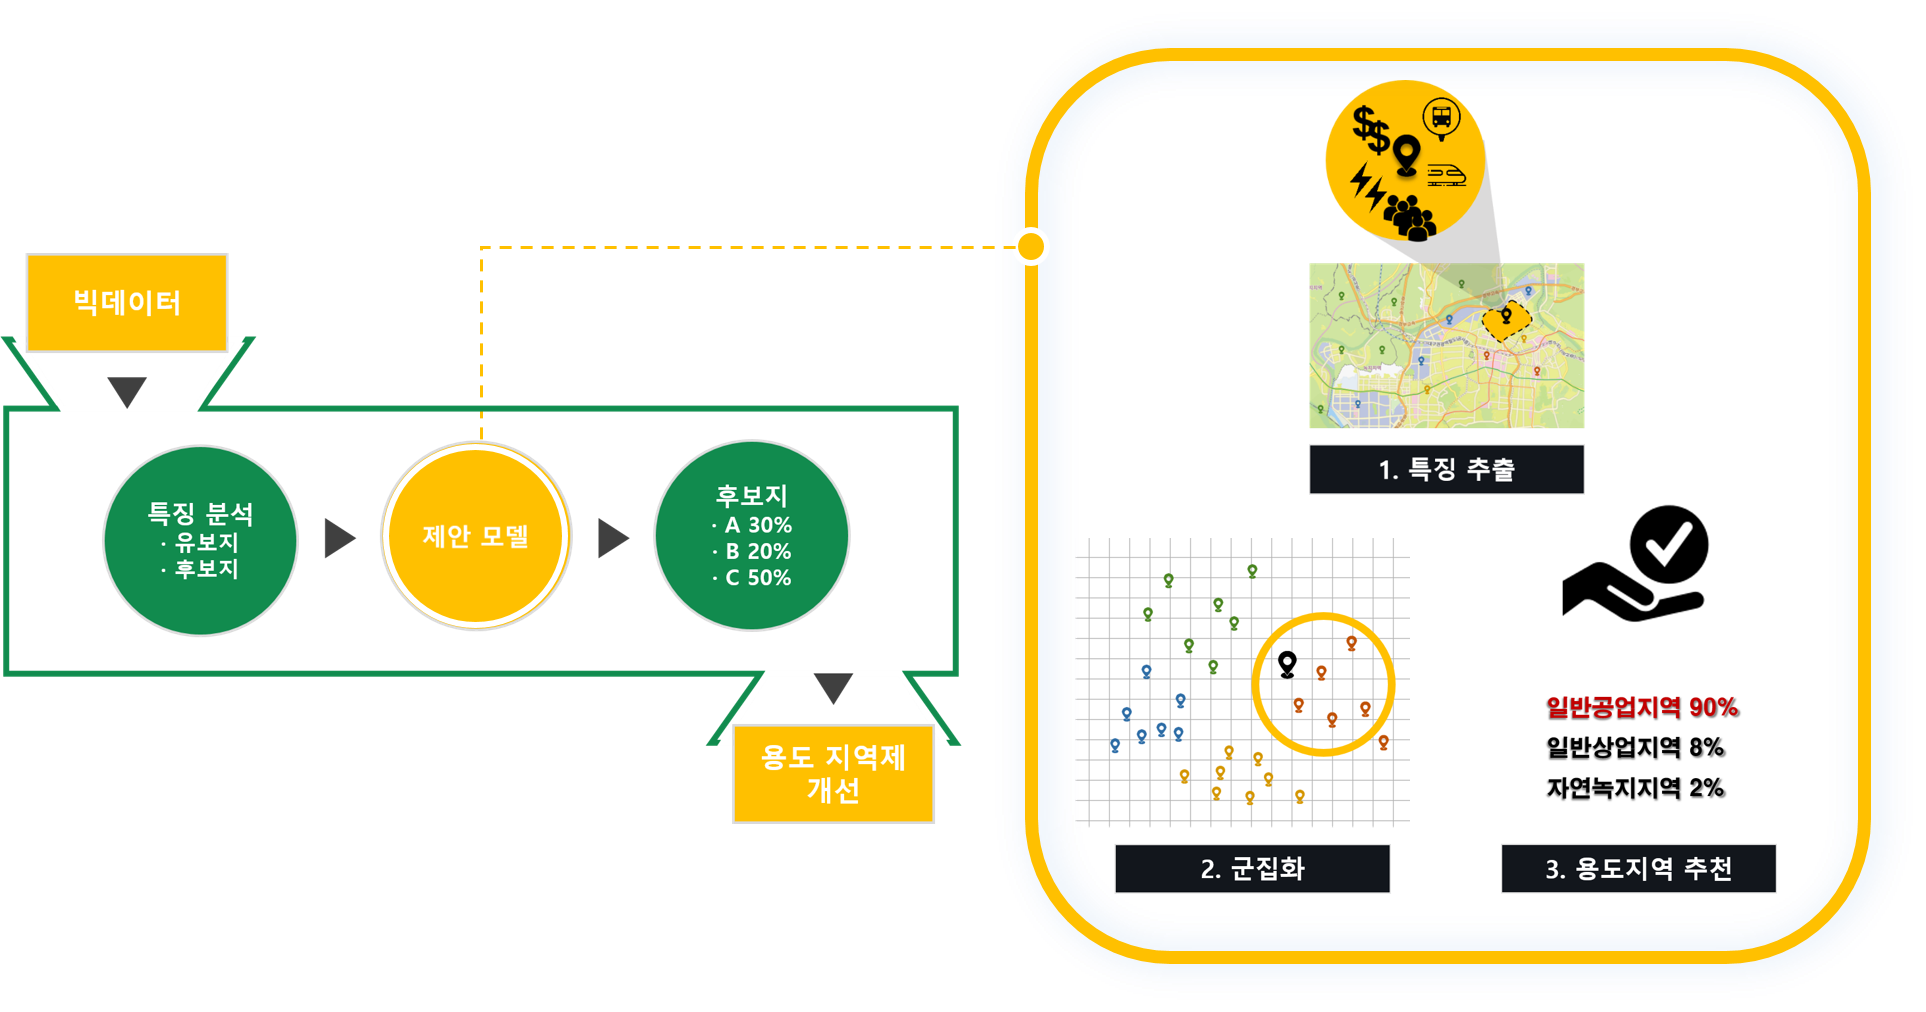 빅데이터
특징 분석
· 유보지
· 후보지
제안 모델
후보지
· A 30%
· B 20%
· C 50%
용도 지역제
개선
$$
1. 특징 추출
2. 군집화
일반공업지역 90%
일반상업지역 8%
자연녹지지역 2%
3. 용도지역 추천